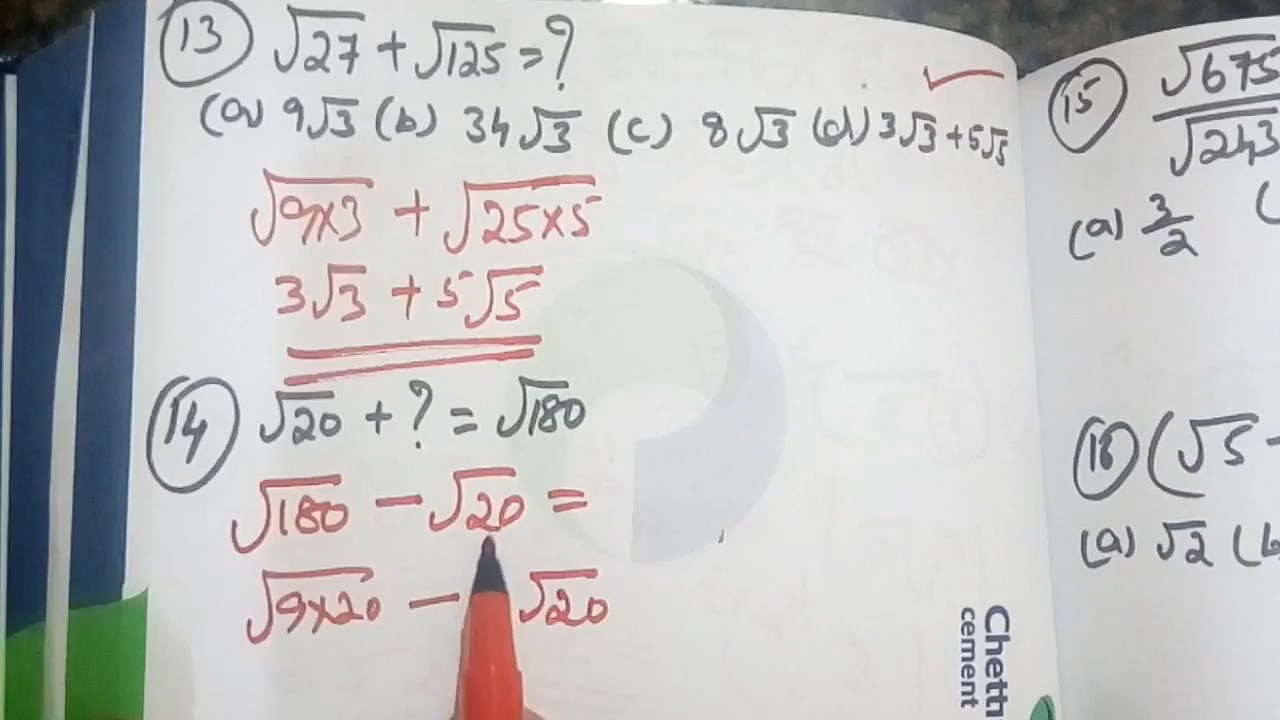 13 √27 + √125 = ?
(a) 9√3 (b) 34√3 (c) 8√3 (d) 3√3 + 5√5
√9×3 + √25×5
3√3 + 5√5
14 √20 + ? = √180
√180 − √20 =
√9×20 − √20
15 √675
√243
(a) 3/2 (
16 (√5 -
(a) √2 (b
Chetti
cement